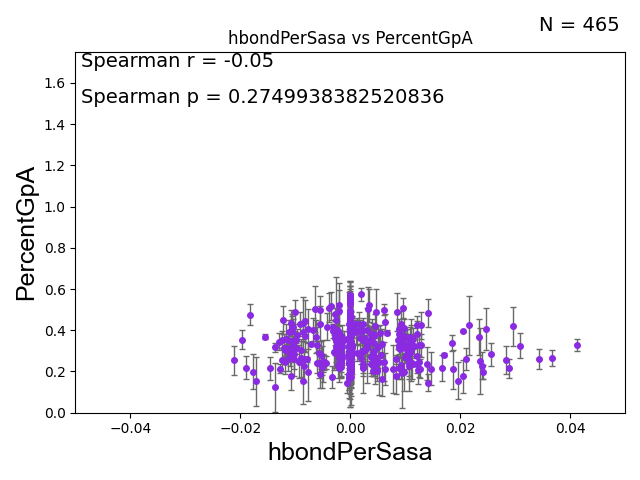 N = 465
hbondPerSasa vs PercentGpA
Spearman r = -0.05
Spearman p = 0.2749938382520836
1.6
1.4
1.2
1.0
0.8
0.6
0.4
0.2
0.0
PercentGpA
−0.04
−0.02
0.00
0.02
0.04
hbondPerSasa